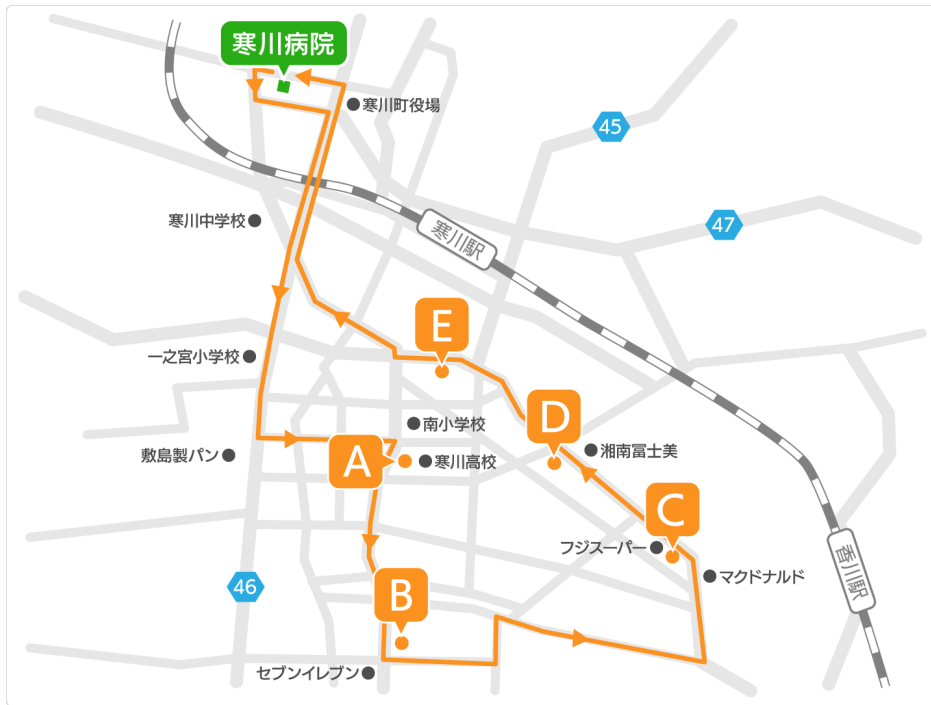 寒川病院
寒川町役場
45
寒川中学校
寒川駅
47
E
一之宮小学校
D
南小学校
湘南冨士美
敷島製パン
A
寒川高校
C
フジスーパー
香川駅
マクドナルド
46
B
セブンイレブン